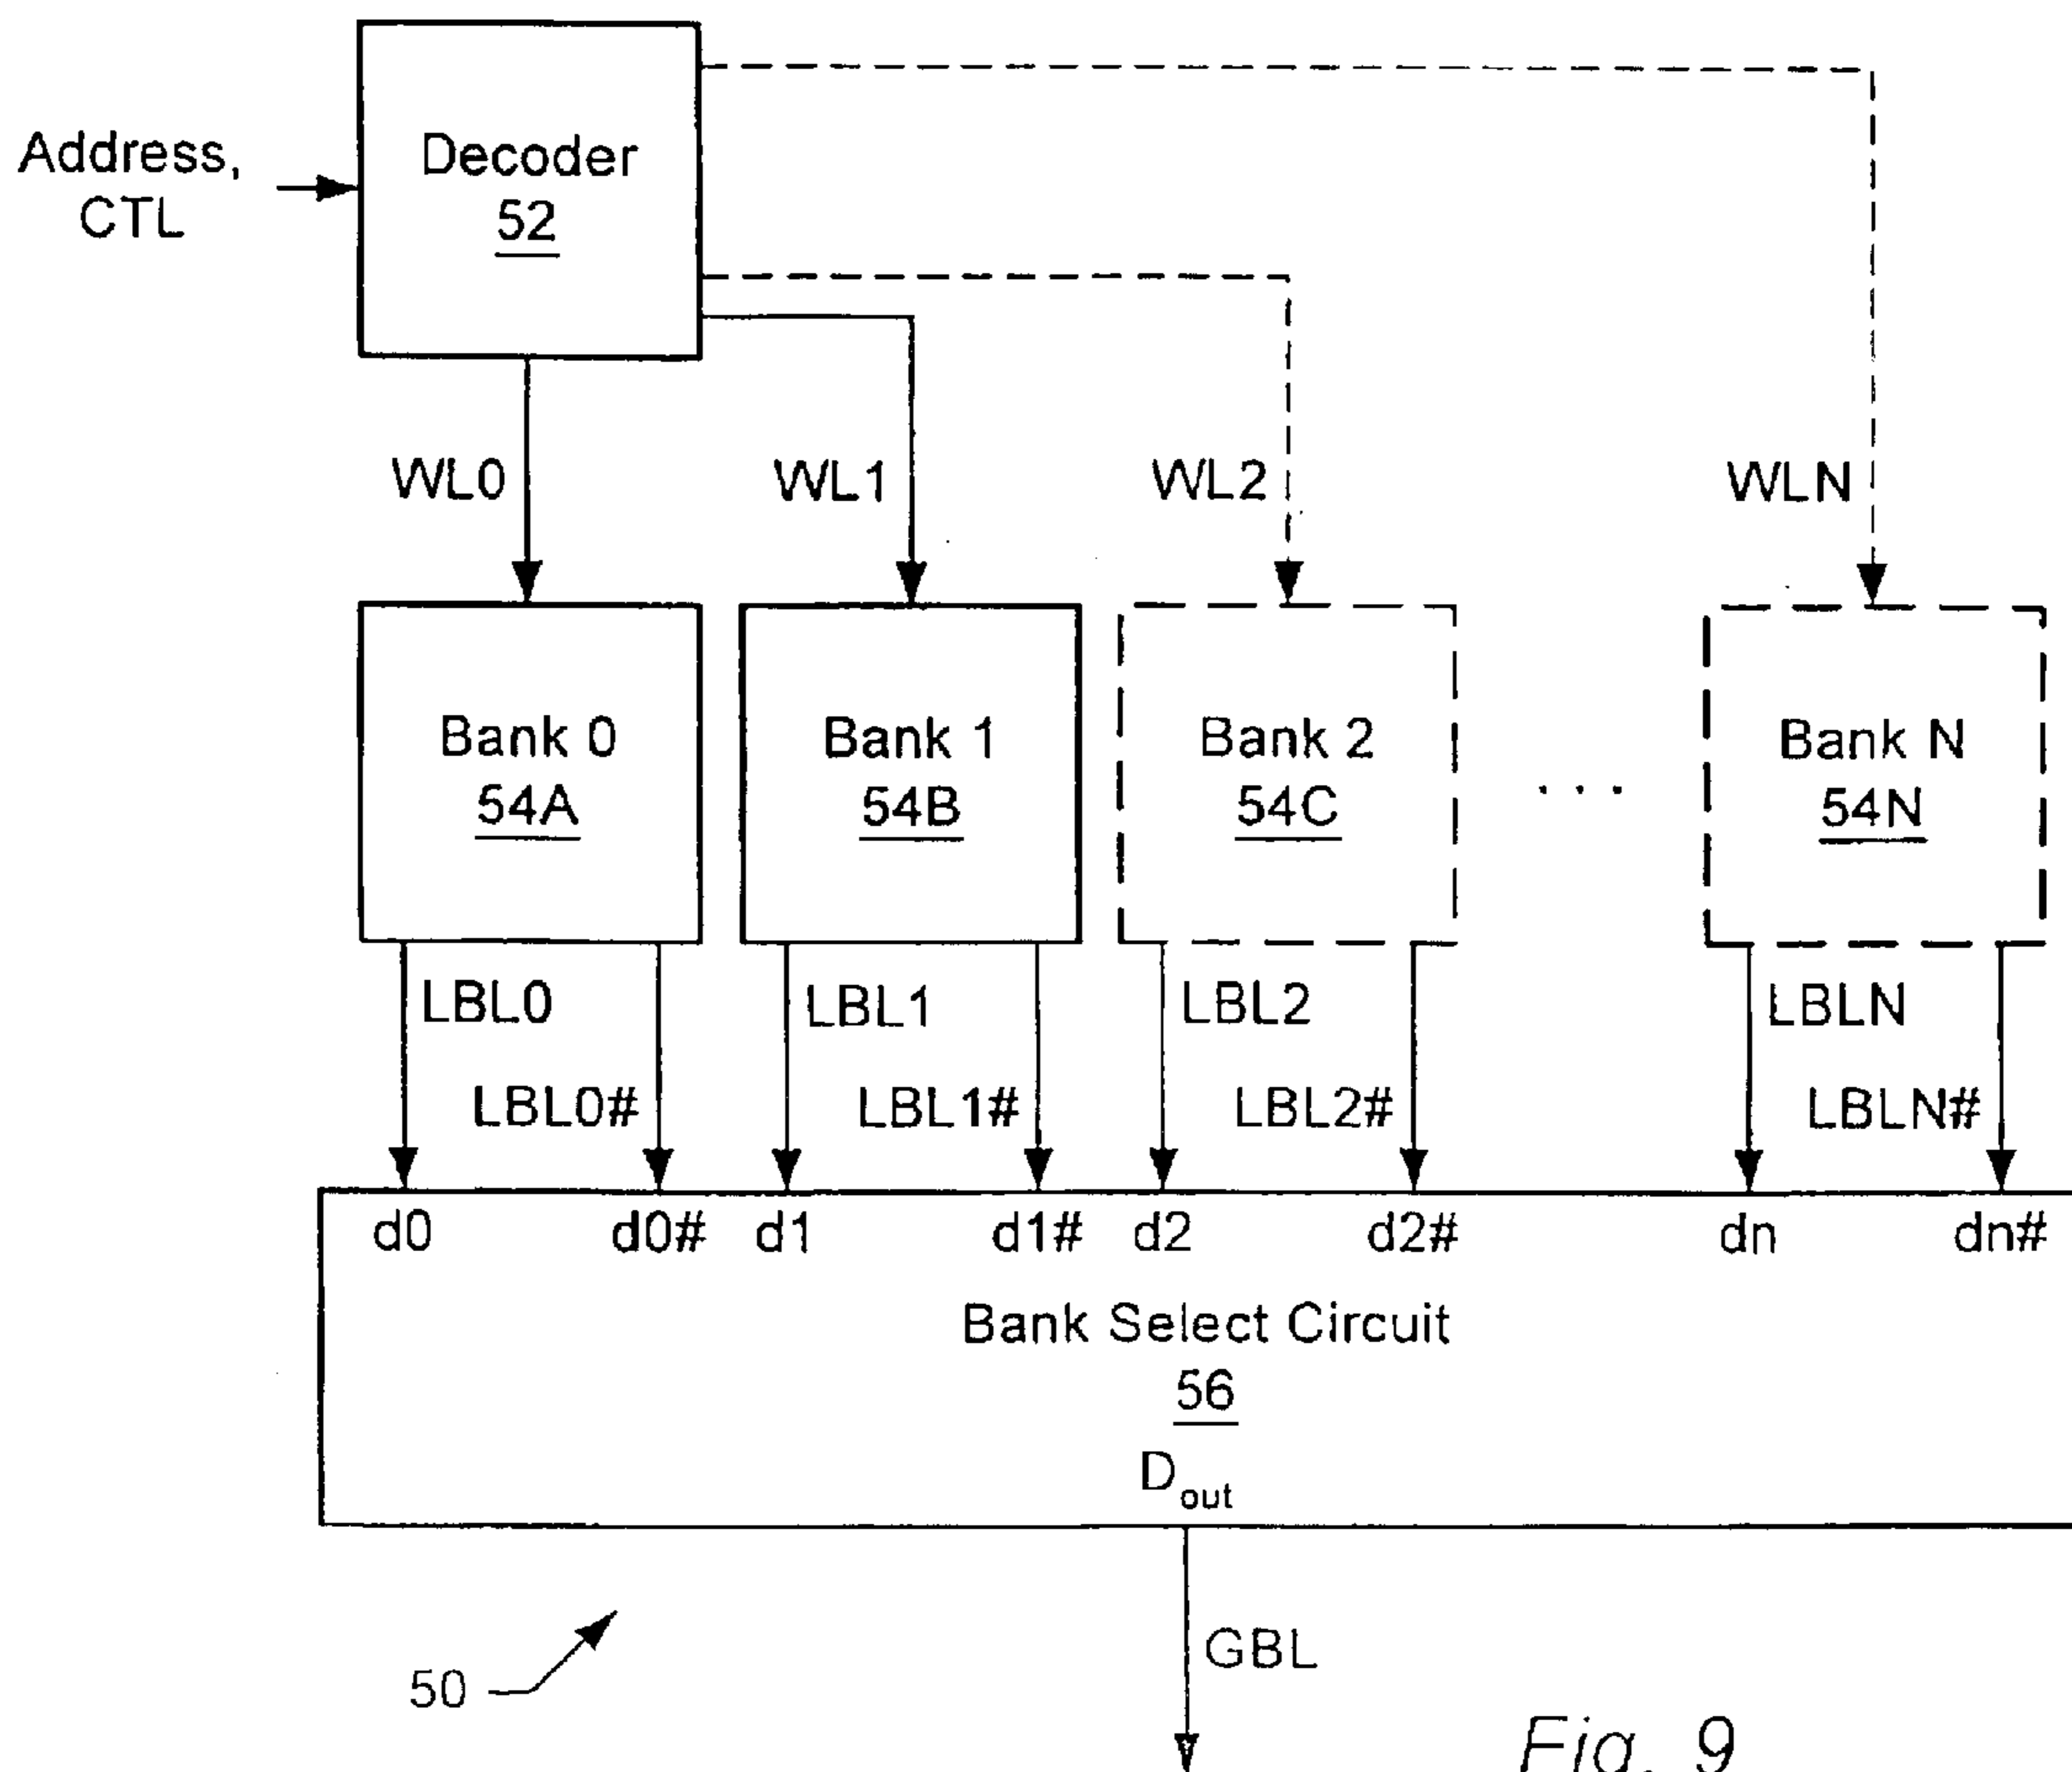 Address,
CTL
Decoder
52
WL0
WL1
WL2
WLN
Bank 0
54A
Bank 1
54B
Bank 2
54C
. . .
Bank N
54N
LBL0
LBL0#
LBL1
LBL1#
LBL2
LBL2#
LBLN
LBLN#
d0
d0#
d1
d1#
d2
d2#
dn
dn#
Bank Select Circuit
56
Dout
GBL
50
Fig. 9